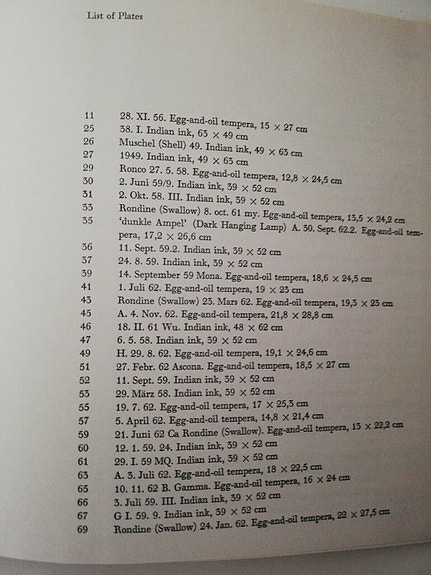 List of Plates
11 28. XI. 56. Egg-and-oil tempera, 15 × 27 cm
25 38. I. Indian ink, 63 × 49 cm
26 Muschel (Shell) 49. Indian ink, 49 × 63 cm
27 1949. Indian ink, 49 × 63 cm
29 Ronco 27. 5. 58. Egg-and-oil tempera, 12,8 × 24,5 cm
30 2. Juni 59/9. Indian ink, 39 × 52 cm
31 2. Okt. 58. III. Indian ink, 39 × 52 cm
33 Rondine (Swallow) 8. oct. 61 my. Egg-and-oil tempera, 13,5 × 24,2 cm
35 'dunkle Ampel' (Dark Hanging Lamp) A. 30. Sept. 62.2. Egg-and-oil tem-
pera, 17,2 × 26,6 cm
36 11. Sept. 59.2. Indian ink, 39 × 52 cm
37 24. 8. 59. Indian ink, 39 × 52 cm
39 14. September 59 Mona. Egg-and-oil tempera, 18,6 × 24,5 cm
41 1. Juli 62. Egg-and-oil tempera, 19 × 23 cm
43 Rondine (Swallow) 23. Mars 62. Egg-and-oil tempera, 19,3 × 23 cm
45 A. 4. Nov. 62. Egg-and-oil tempera, 21,8 × 28,8 cm
46 18. II. 61 Wu. Indian ink, 48 × 62 cm
47 6. 5. 58. Indian ink, 39 × 52 cm
49 H. 29. 8. 62. Egg-and-oil tempera, 19,1 × 24,6 cm
51 27. Febr. 62 Ascona. Egg-and-oil tempera, 18,5 × 27 cm
52 11. Sept. 59. Indian ink, 39 × 52 cm
53 29. März 58. Indian ink, 39 × 52 cm
55 19. 7. 62. Egg-and-oil tempera, 17 × 25,3 cm
57 5. April 62. Egg-and-oil tempera, 14,8 × 21,4 cm
59 21. Juni 62 Ca Rondine (Swallow). Egg-and-oil tempera, 13 × 22,2 cm
60 12. 1. 59. 24. Indian ink, 39 × 52 cm
61 29. I. 59 MQ. Indian ink, 39 × 52 cm
63 A. 3. Juli 62. Egg-and-oil tempera, 18 × 22,5 cm
65 10. 11. 62 B. Gamma. Egg-and-oil tempera, 16 × 24 cm
66 3. Juli 59. III. Indian ink, 39 × 52 cm
67 G I. 59. 9. Indian ink, 39 × 52 cm
69 Rondine (Swallow) 24. Jan. 62. Egg-and-oil tempera, 22 × 27,5 cm